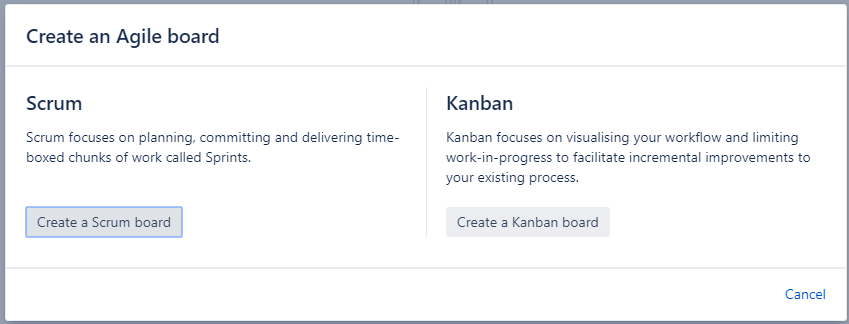 Create an Agile board
Scrum
Scrum focuses on planning, committing and delivering time-
boxed chunks of work called Sprints.
Create a Scrum board
Kanban
Kanban focuses on visualising your workflow and limiting
work-in-progress to facilitate incremental improvements to
your existing process.
Create a Kanban board
Cancel